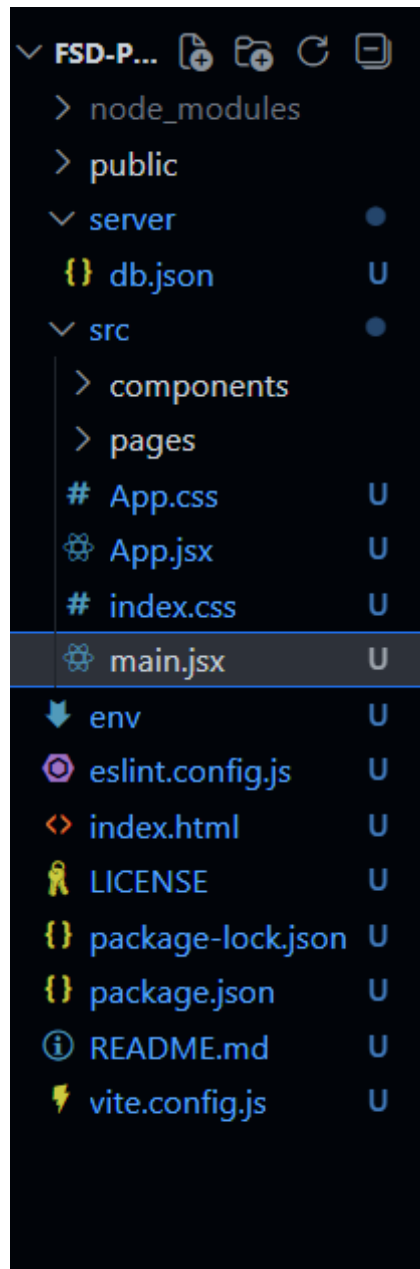 FSD-P...
node_modules
public
server
{} db.json U
src
components
pages
# App.css U
App.jsx U
# index.css U
main.jsx U
env U
eslint.config.js U
<> index.html U
LICENSE U
{} package-lock.json U
{} package.json U
README.md U
vite.config.js U